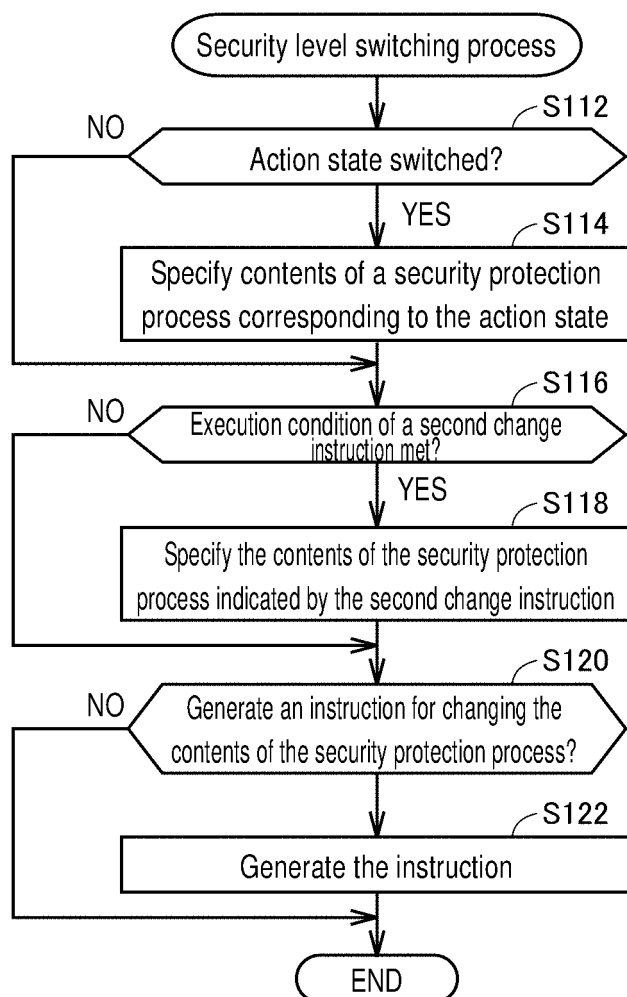 Security level switching process
S112
NO
Action state switched?
YES
S114
Specify contents of a security protection
process corresponding to the action state
S116
NO
Execution condition of a second change
instruction met?
YES
S118
Specify the contents of the security protection
process indicated by the second change instruction
S120
NO
Generate an instruction for changing the
contents of the security protection process?
S122
Generate the instruction
END